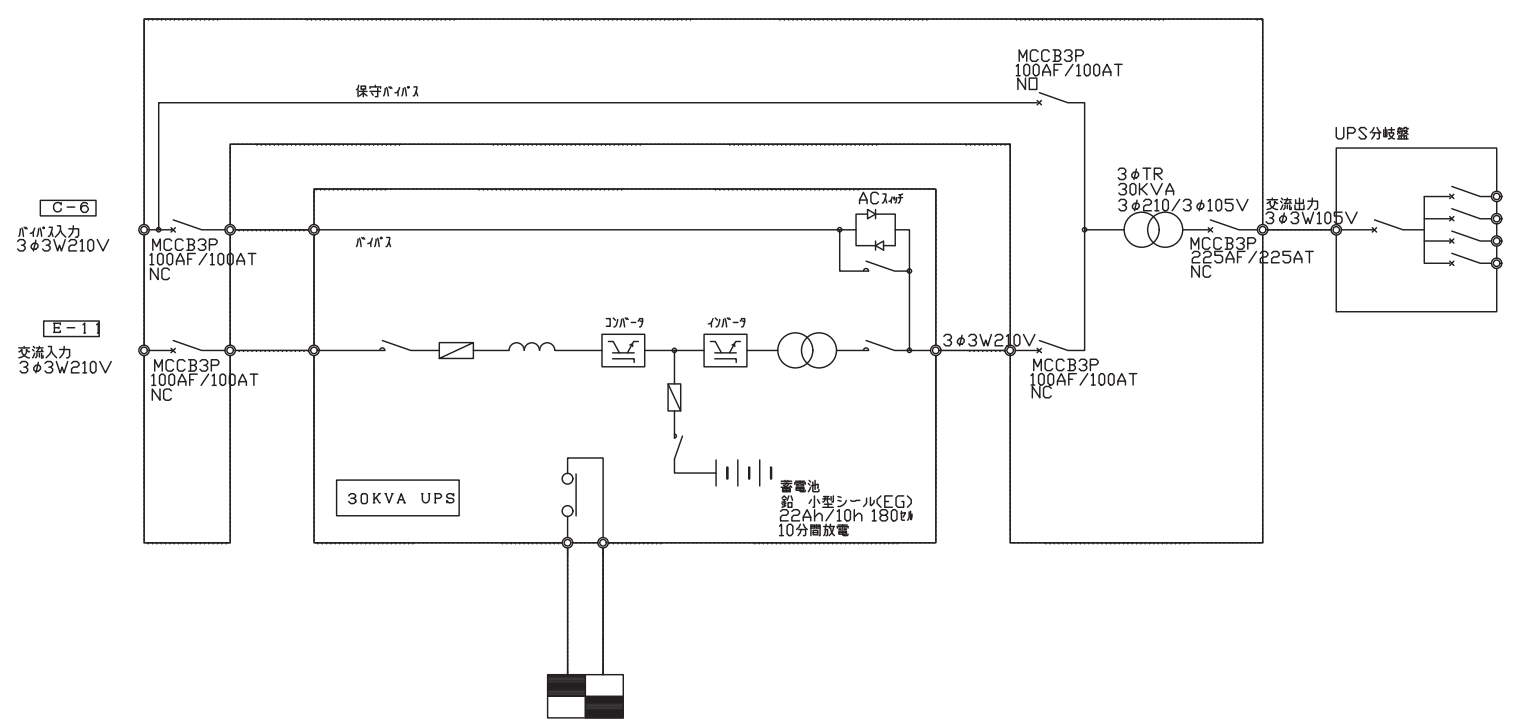 MCCB3P
100AF/100AT
NO
保守バイパス
UPS分岐盤
3φTR
30KVA
3φ210/3φ105V
C-6
バイパス入力
3φ3W210V
MCCB3P
100AF/100AT
NC
バイパス
ACスイッチ
MCCB3P
225AF/225AT
NC
交流出力
3φ3W105V
E-11
交流入力
3φ3W210V
MCCB3P
100AF/100AT
NC
コンバータ
インバータ
3φ3W210V
MCCB3P
100AF/100AT
NC
30KVA UPS
蓄電池
鉛 小型シール(EG)
22Ah/10h 180セル
10分間放電